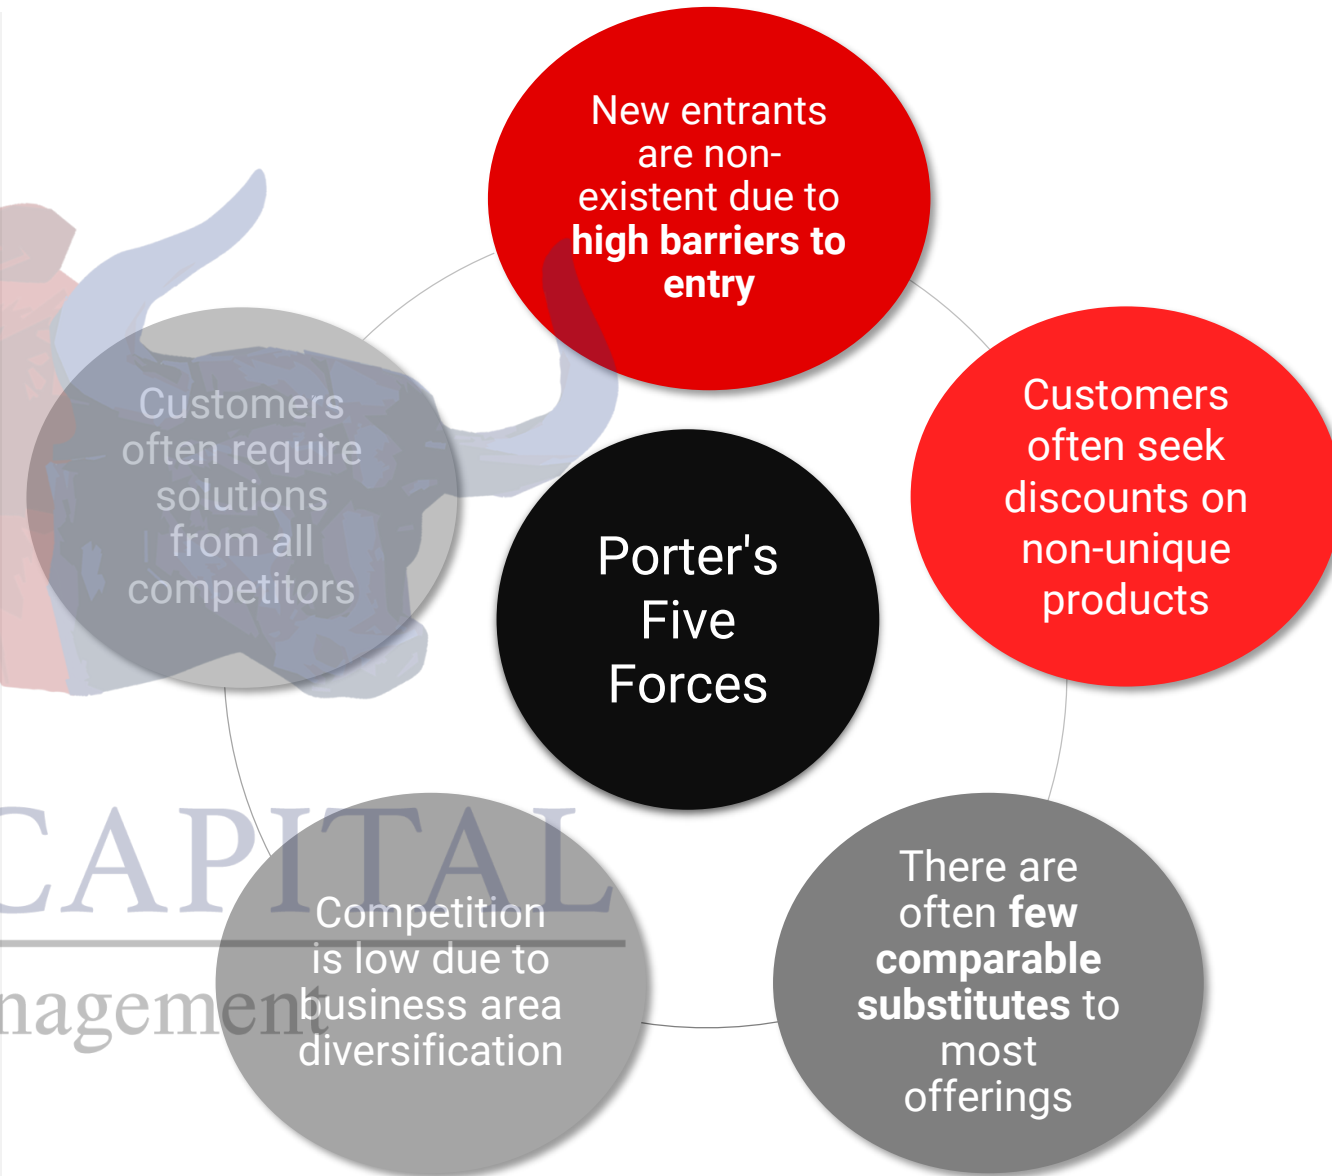 New entrants
are non-
existent due to
high barriers to
entry
Customers
often seek
discounts on
non-unique
products
There are
often few
comparable
substitutes to
most
offerings
Competition
is low due to
business area
diversification
Customers
often require
solutions
from all
competitors
Porter's
Five
Forces
CAPITAL
nagement